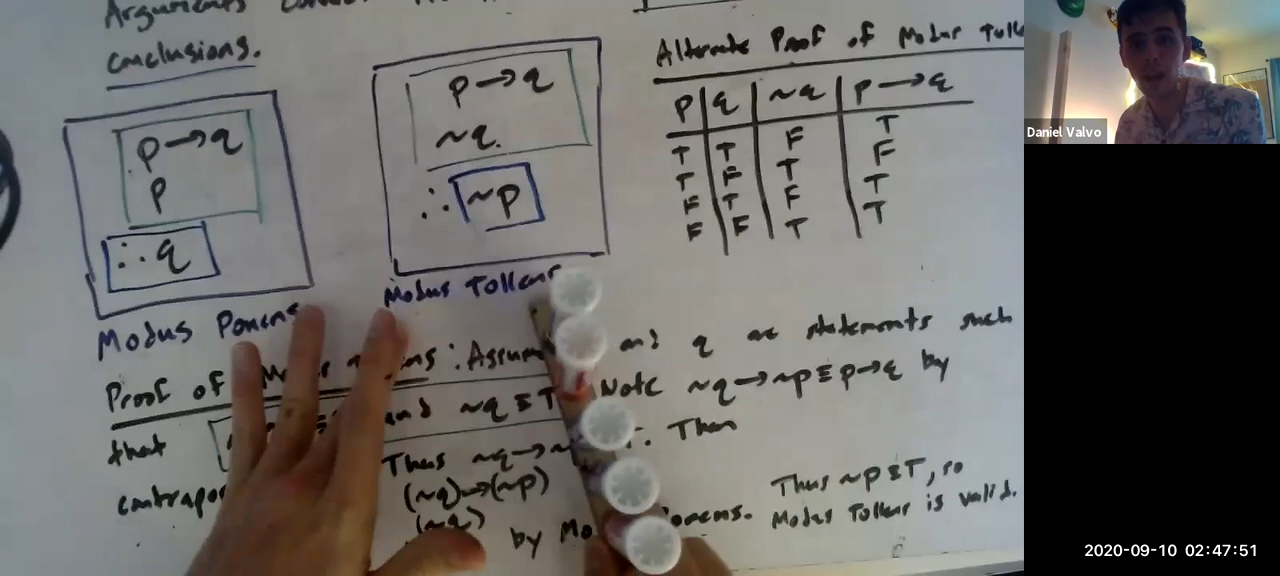 Arguments
conclusions.
p → q
p
∴ q
Modus Ponens
p → q
~q.
∴ ~p
Modus Tollens
Alternate Proof of Modus Tolle
p q ~q p → q
T T F T
T F T F
F T F T
F F T T
Proof of : Assume and q are statements such
that and ~q ≡ T Note ~q → ~p ≡ p → q by
Thus ~q → T. Then
(~q) → (~p)
(~q)
by Mo Ponens. Thus ~p ≡ T, so
Modus Tollens is valid.
Daniel Valvo
2020-09-10 02:47:51